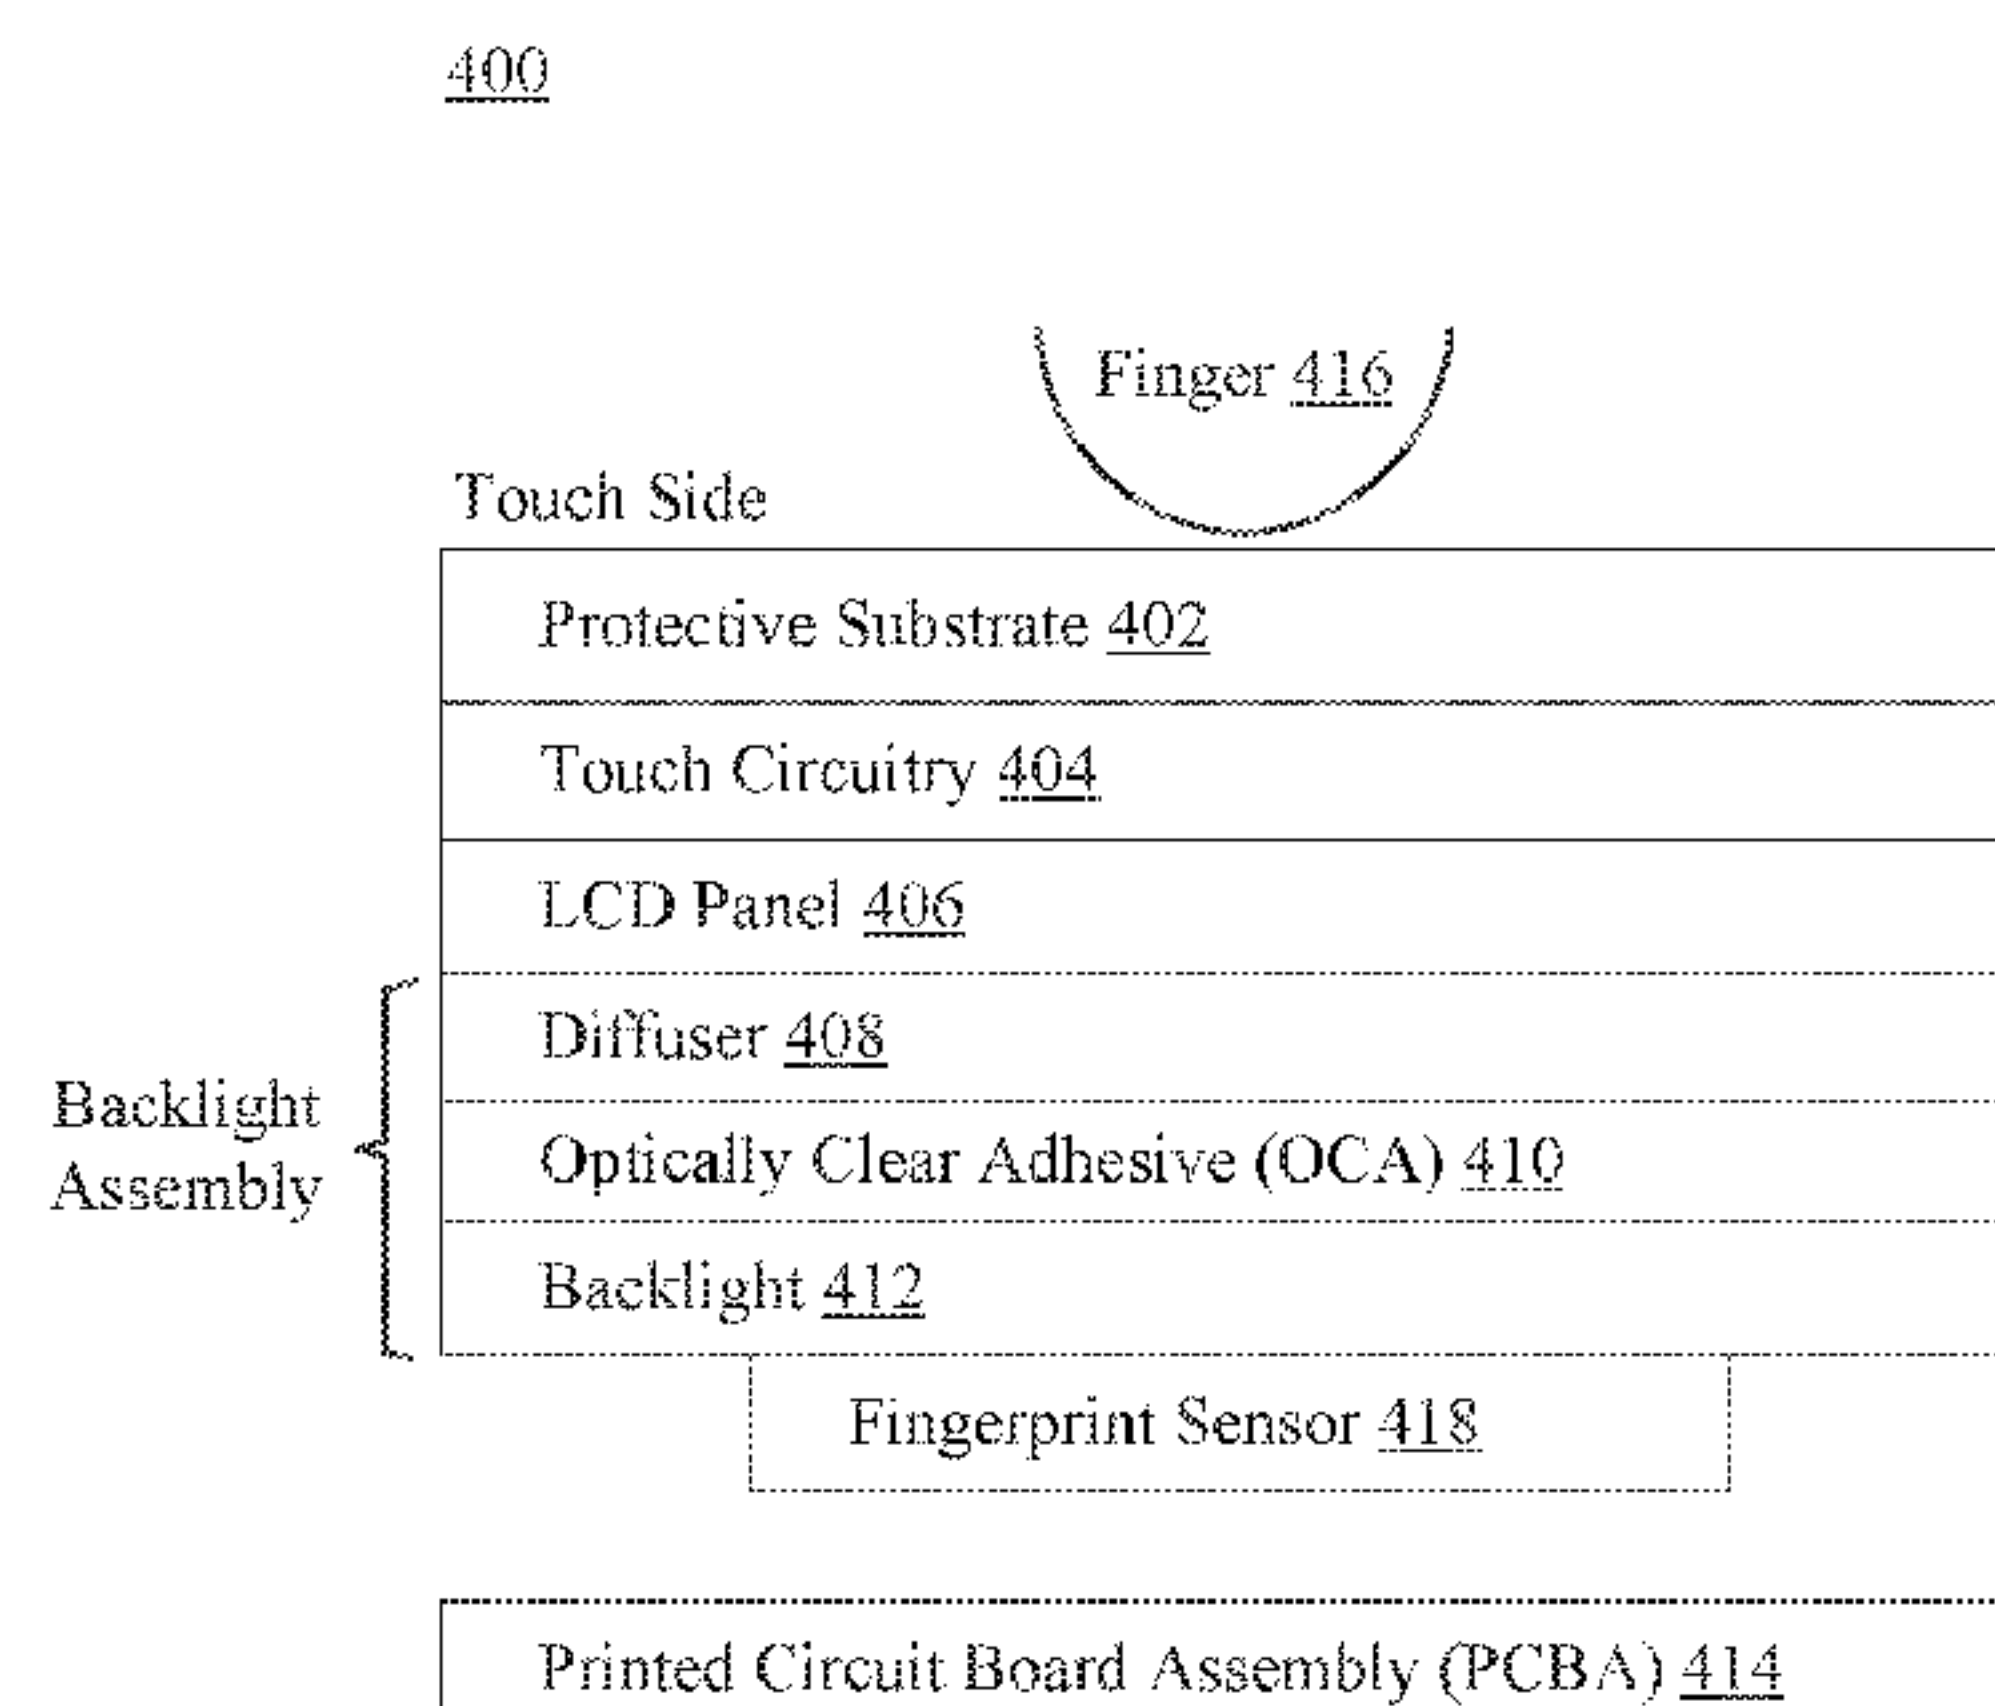 400
Finger 416
Touch Side
Protective Substrate 402
Touch Circuitry 404
LCD Panel 406
Diffuser 408
Backlight
Assembly
Optically Clear Adhesive (OCA) 410
Backlight 412
Fingerprint Sensor 418
Printed Circuit Board Assembly (PCBA) 414